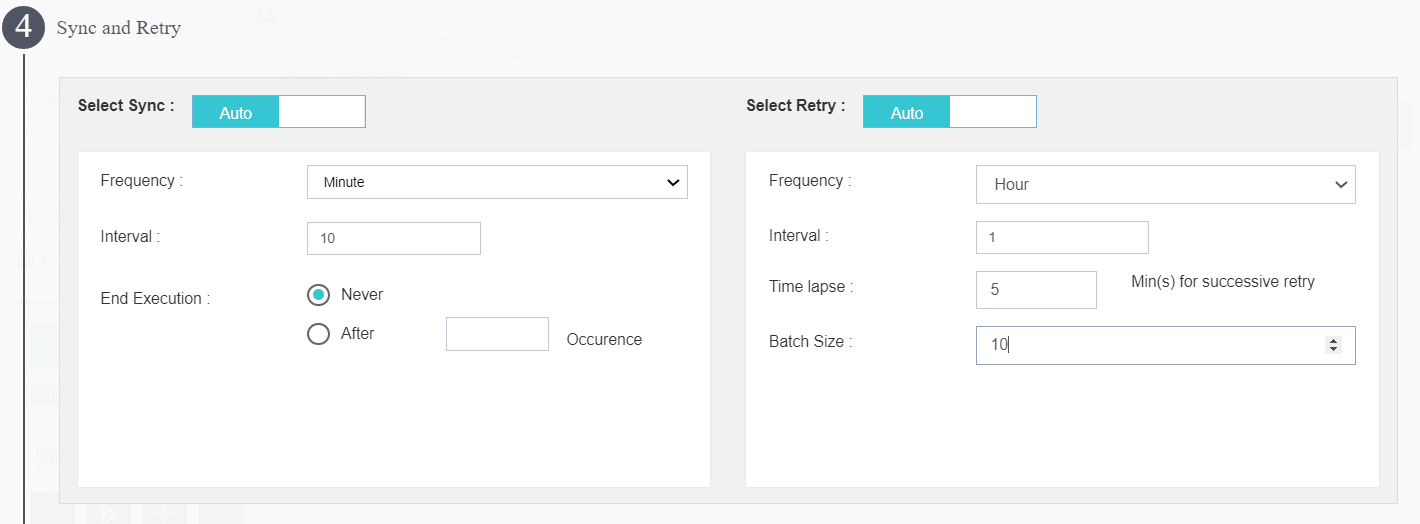 4 Sync and Retry
Select Sync : Auto
Frequency : Minute
Interval : 10
End Execution : Never
After Occurence
Select Retry : Auto
Frequency : Hour
Interval : 1
Time lapse : 5 Min(s) for successive retry
Batch Size : 10